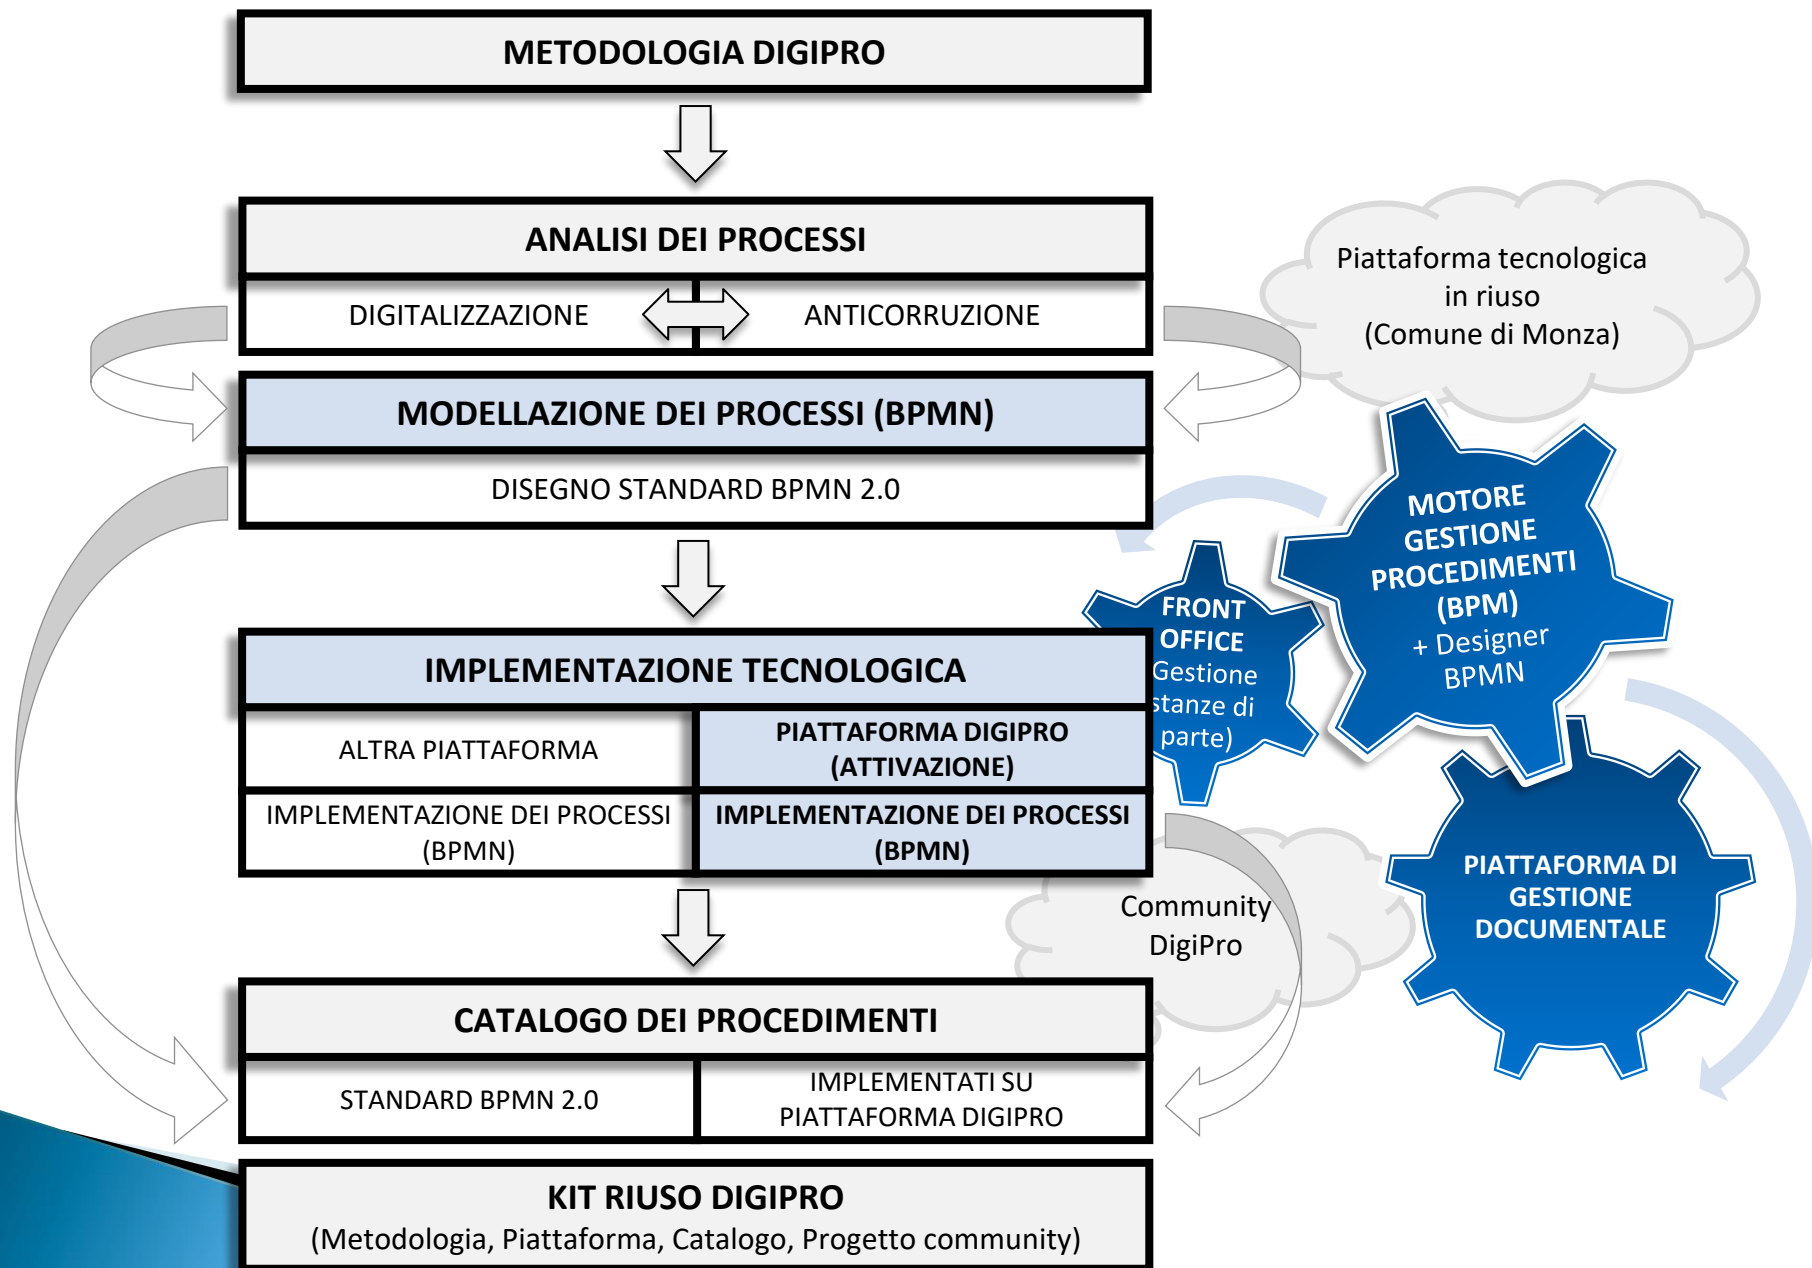 METODOLOGIA DIGIPRO
ANALISI DEI PROCESSI
DIGITALIZZAZIONE
ANTICORRUZIONE
Piattaforma tecnologica
in riuso
(Comune di Monza)
MODELLAZIONE DEI PROCESSI (BPMN)
DISEGNO STANDARD BPMN 2.0
MOTORE
GESTIONE
PROCEDIMENTI
(BPM)
+ Designer
BPMN
FRONT
OFFICE
Gestione
stanze di
parte)
IMPLEMENTAZIONE TECNOLOGICA
ALTRA PIATTAFORMA
PIATTAFORMA DIGIPRO
(ATTIVAZIONE)
IMPLEMENTAZIONE DEI PROCESSI
(BPMN)
IMPLEMENTAZIONE DEI PROCESSI
(BPMN)
PIATTAFORMA DI
GESTIONE
DOCUMENTALE
Community
DigiPro
CATALOGO DEI PROCEDIMENTI
STANDARD BPMN 2.0
IMPLEMENTATI SU
PIATTAFORMA DIGIPRO
KIT RIUSO DIGIPRO
(Metodologia, Piattaforma, Catalogo, Progetto community)